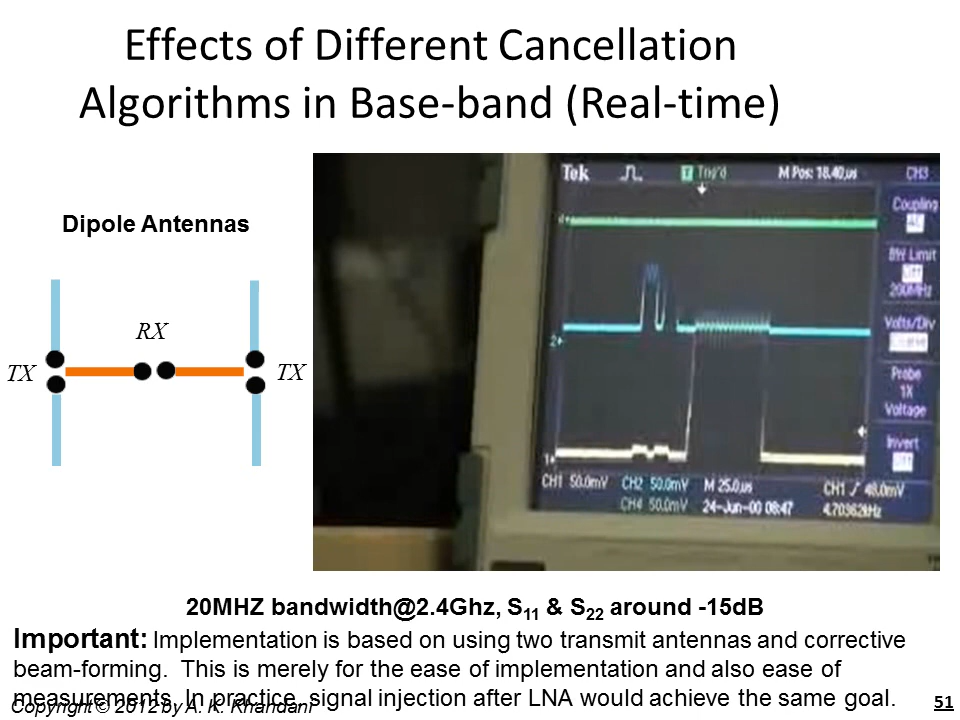 Effects of Different Cancellation
Algorithms in Base-band (Real-time)
Dipole Antennas
RX
TX
TX
Tek
T Trig'd
M Pos: 18.40µs
CH3
Coupling
BW Limit
Off
200MHz
Volts/Div
Probe
1X
Voltage
Invert
Off
2
1
CH1 50.0mV
CH2 50.0mV
M 25.0µs
CH1 / 48.0mV
CH4 50.0mV
24-Jun-00 08:47
4.70362kHz
20MHZ bandwidth@2.4Ghz, S11 & S22 around -15dB
Important: Implementation is based on using two transmit antennas and corrective
beam-forming. This is merely for the ease of implementation and also ease of
measurements. In practice, signal injection after LNA would achieve the same goal.
Copyright © 2012 by A. K. Khandani
51